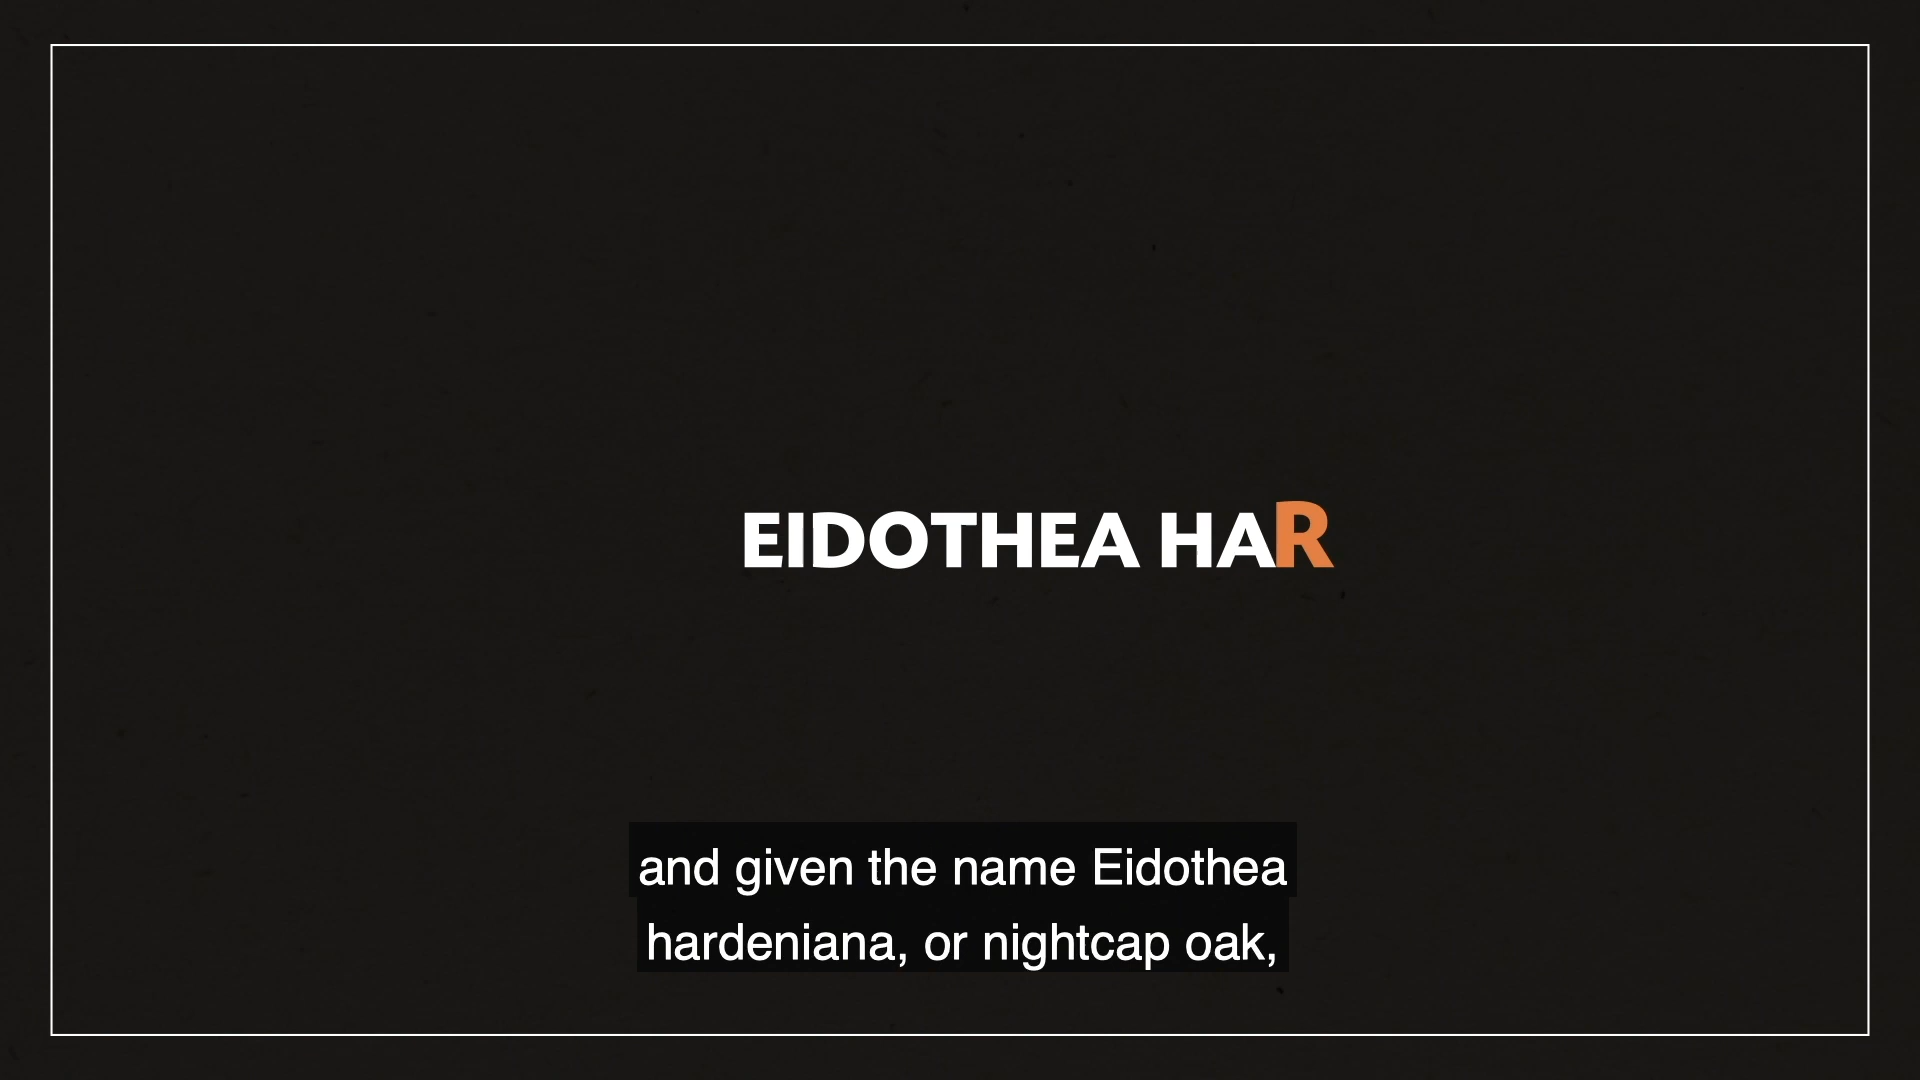 EIDOTHEA HAR
and given the name Eidothea
hardeniana, or nightcap oak,